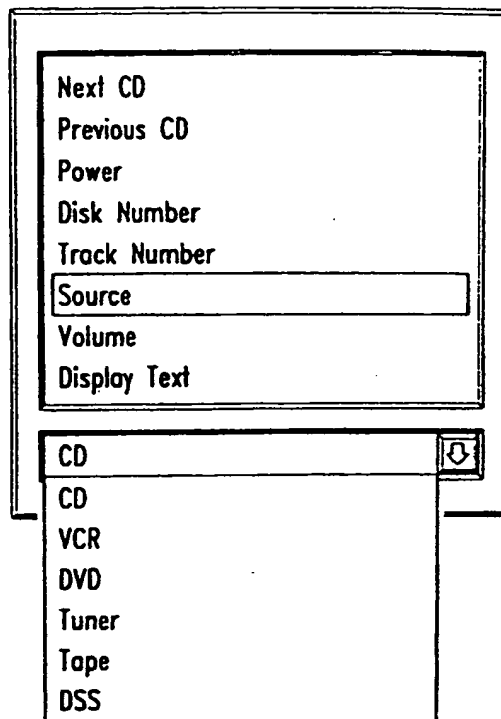 Next CD
Previous CD
Power
Disk Number
Track Number
Source
Volume
Display Text
CD
CD
VCR
DVD
Tuner
Tape
DSS